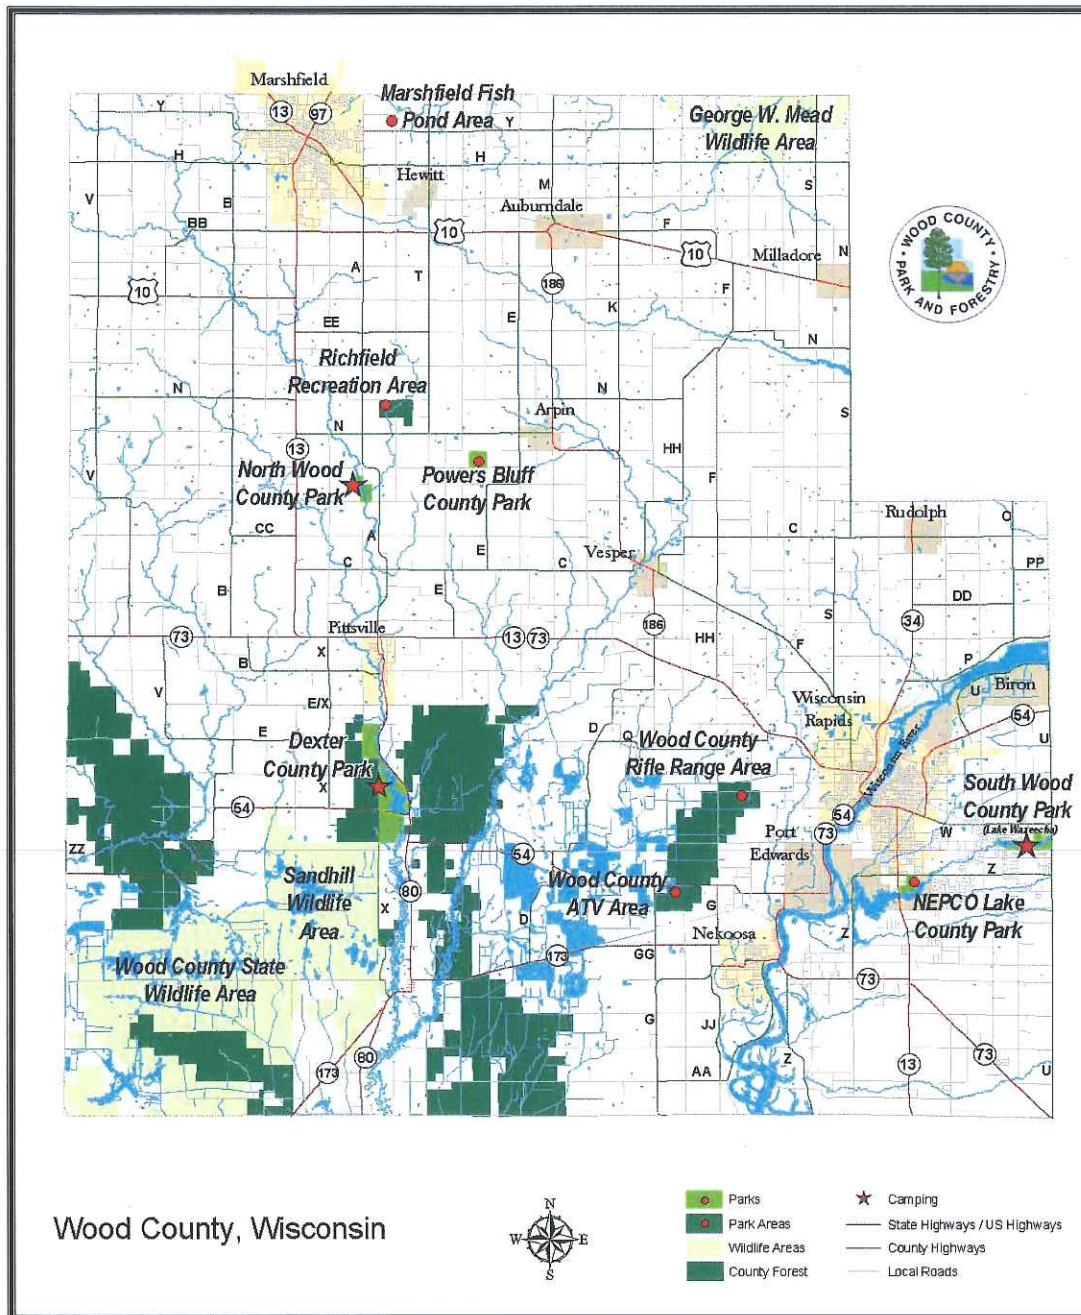 Marshfield
Marshfield Fish
Pond Area
George W. Mead
Wildlife Area
13
97
Y
Y
H
H
Hewitt
M
S
V
B
BB
Auburndale
10
F
10
Milladore
N
WOOD COUNTY
PARK AND FORESTRY
10
A
T
186
F
EE
E
K
N
Richfield
Recreation Area
N
N
Arpin
S
N
13
HH
V
North Wood
County Park
Powers Bluff
County Park
F
CC
A
E
C
Rudolph
O
C
C
Vesper
PP
B
E
DD
73
Pittsville
13
73
186
HH
S
F
34
X
B
P
V
U
Biron
E/X
Wisconsin
Rapids
54
E
Dexter
County Park
D
Q
Wood County
Rifle Range Area
Wisconsin River
U
X
54
South Wood
County Park
(Lake Wazeecha)
54
73
W
ZZ
54
Port
Edwards
Z
Sandhill
Wildlife
Area
80
Wood County
ATV Area
X
D
G
NEPCO Lake
County Park
Nekoosa
Z
Wood County State
Wildlife Area
173
GG
73
G
JJ
173
80
AA
Z
13
73
U
Wood County, Wisconsin
N
W
E
S
Parks
Park Areas
Wildlife Areas
County Forest
Camping
State Highways / US Highways
County Highways
Local Roads